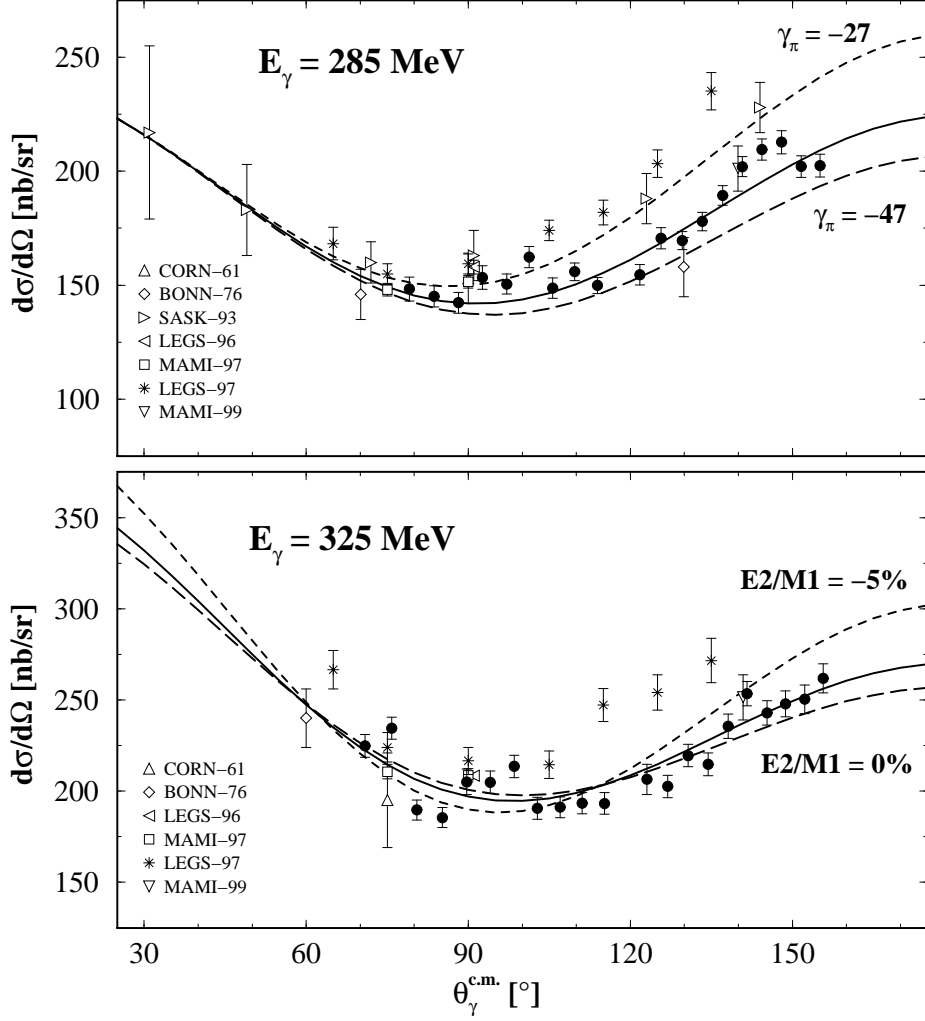 250
200
150
100
dσ/dΩ [nb/sr]
E_γ = 285 MeV
γ_π = −27
γ_π = −47
CORN−61
BONN−76
SASK−93
LEGS−96
MAMI−97
LEGS−97
MAMI−99
350
300
250
200
150
dσ/dΩ [nb/sr]
E_γ = 325 MeV
E2/M1 = −5%
E2/M1 = 0%
CORN−61
BONN−76
LEGS−96
MAMI−97
LEGS−97
MAMI−99
30 60 90 120 150
θ_γ^c.m. [°]